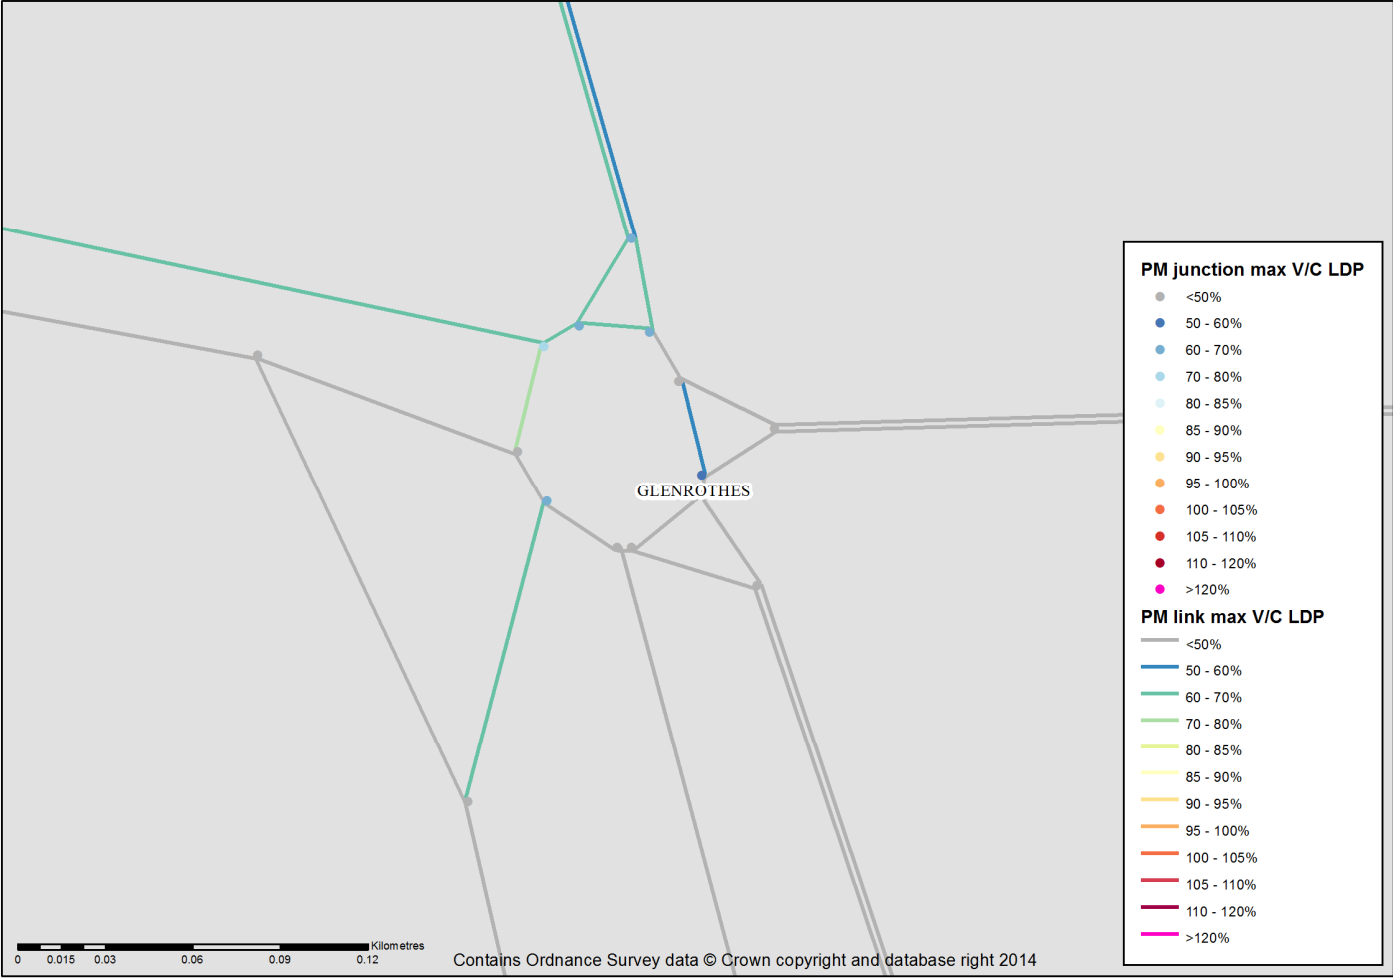 GLENROTHES
PM junction max V/C LDP
<50%
50 - 60%
60 - 70%
70 - 80%
80 - 85%
85 - 90%
90 - 95%
95 - 100%
100 - 105%
105 - 110%
110 - 120%
>120%
PM link max V/C LDP
<50%
50 - 60%
60 - 70%
70 - 80%
80 - 85%
85 - 90%
90 - 95%
95 - 100%
100 - 105%
105 - 110%
110 - 120%
>120%
Kilometres
0 0.015 0.03 0.06 0.09 0.12
Contains Ordnance Survey data © Crown copyright and database right 2014